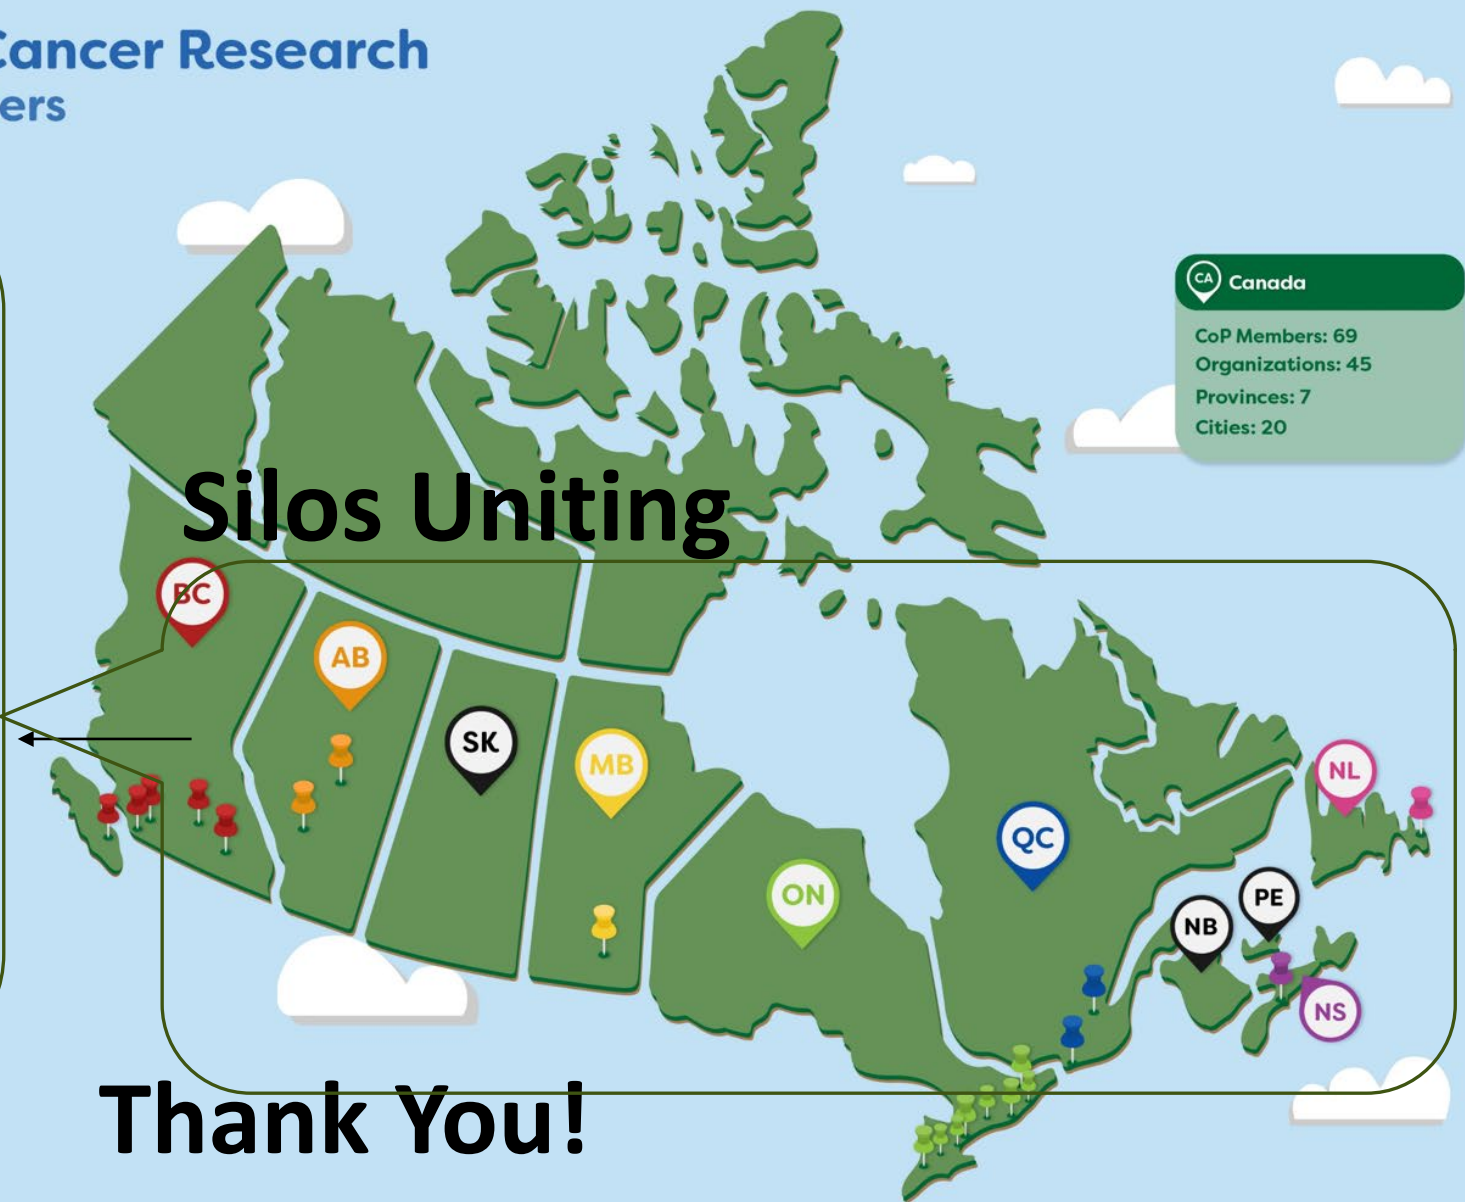 Cancer Research
ers
CA Canada
CoP Members: 69
Organizations: 45
Provinces: 7
Cities: 20
Silos Uniting
BC
AB
SK
MB
ON
QC
NL
PE
NB
NS
Thank You!